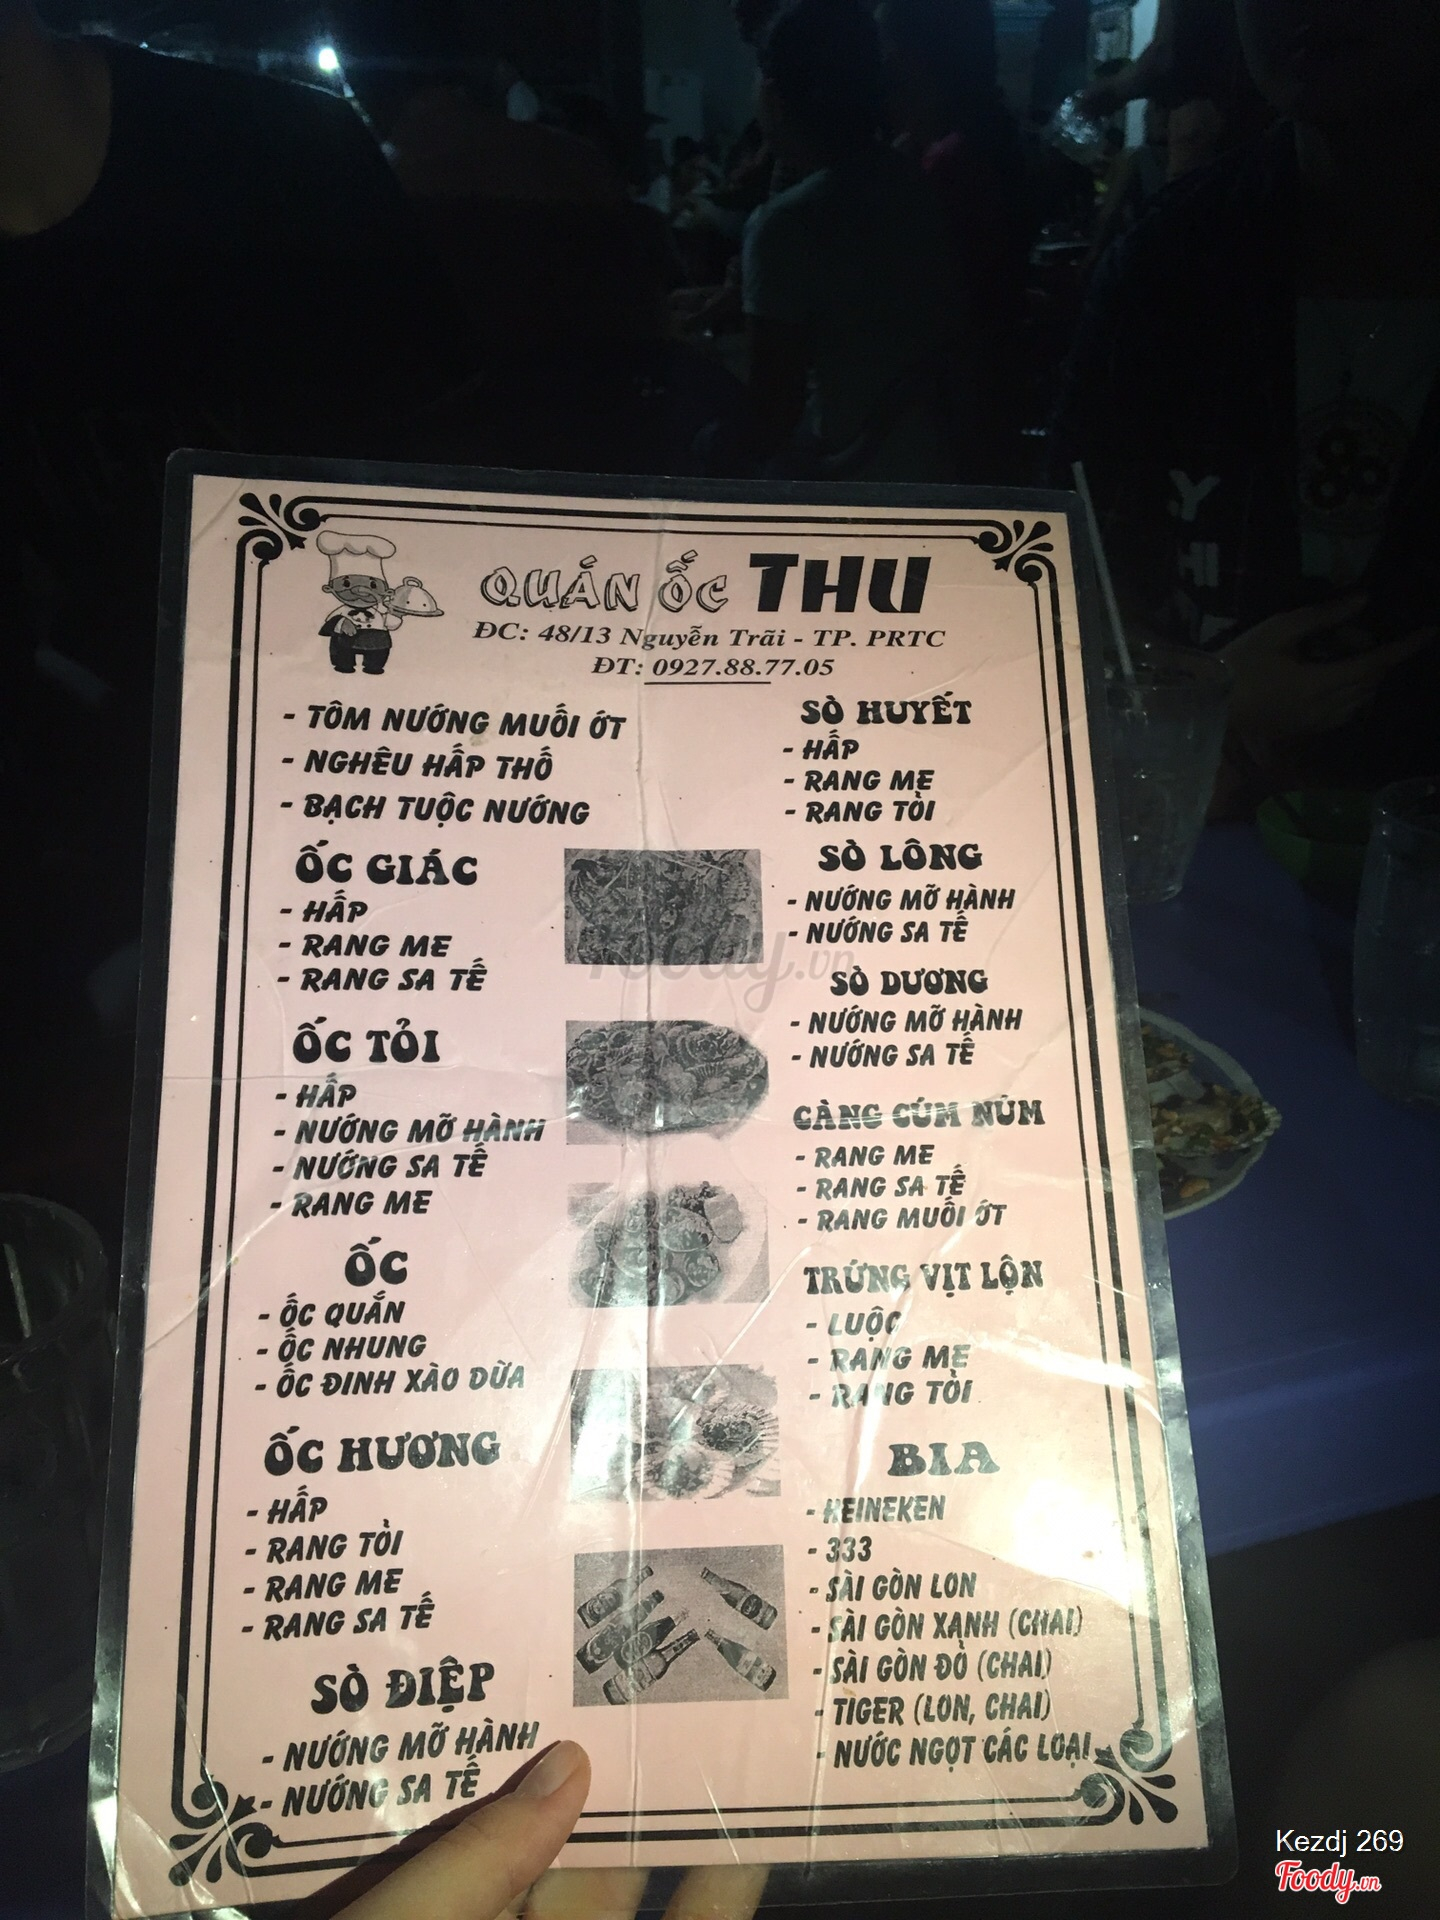 QUÁN ỐC THU
ĐC: 48/13 Nguyễn Trãi - TP. PRTC
ĐT: 0927.88.77.05
- TÔM NƯỚNG MUỐI ỚT
- NGHÊU HẤP THỐ
- BẠCH TUỘC NƯỚNG
ỐC GIÁC
- HẤP
- RANG ME
- RANG SA TẾ
ỐC TỎI
- HẤP
- NƯỚNG MỠ HÀNH
- NƯỚNG SA TẾ
- RANG ME
ỐC
- ỐC QUẮN
- ỐC NHUNG
- ỐC ĐINH XÀO DỪA
ỐC HƯƠNG
- HẤP
- RANG TỎI
- RANG ME
- RANG SA TẾ
SÒ ĐIỆP
- NƯỚNG MỠ HÀNH
- NƯỚNG SA TẾ
SÒ HUYẾT
- HẤP
- RANG ME
- RANG TỎI
SÒ LÔNG
- NƯỚNG MỠ HÀNH
- NƯỚNG SA TẾ
SÒ DƯƠNG
- NƯỚNG MỠ HÀNH
- NƯỚNG SA TẾ
CÀNG CÚM NÚM
- RANG ME
- RANG SA TẾ
- RANG MUỐI ỚT
TRỨNG VỊT LỘN
- LUỘC
- RANG ME
- RANG TỎI
BIA
- HEINEKEN
- 333
- SÀI GÒN LON
- SÀI GÒN XANH (CHAI)
- SÀI GÒN ĐỎ (CHAI)
- TIGER (LON, CHAI)
- NƯỚC NGỌT CÁC LOẠI
foody.vn
Kezdj 269
Foody.vn